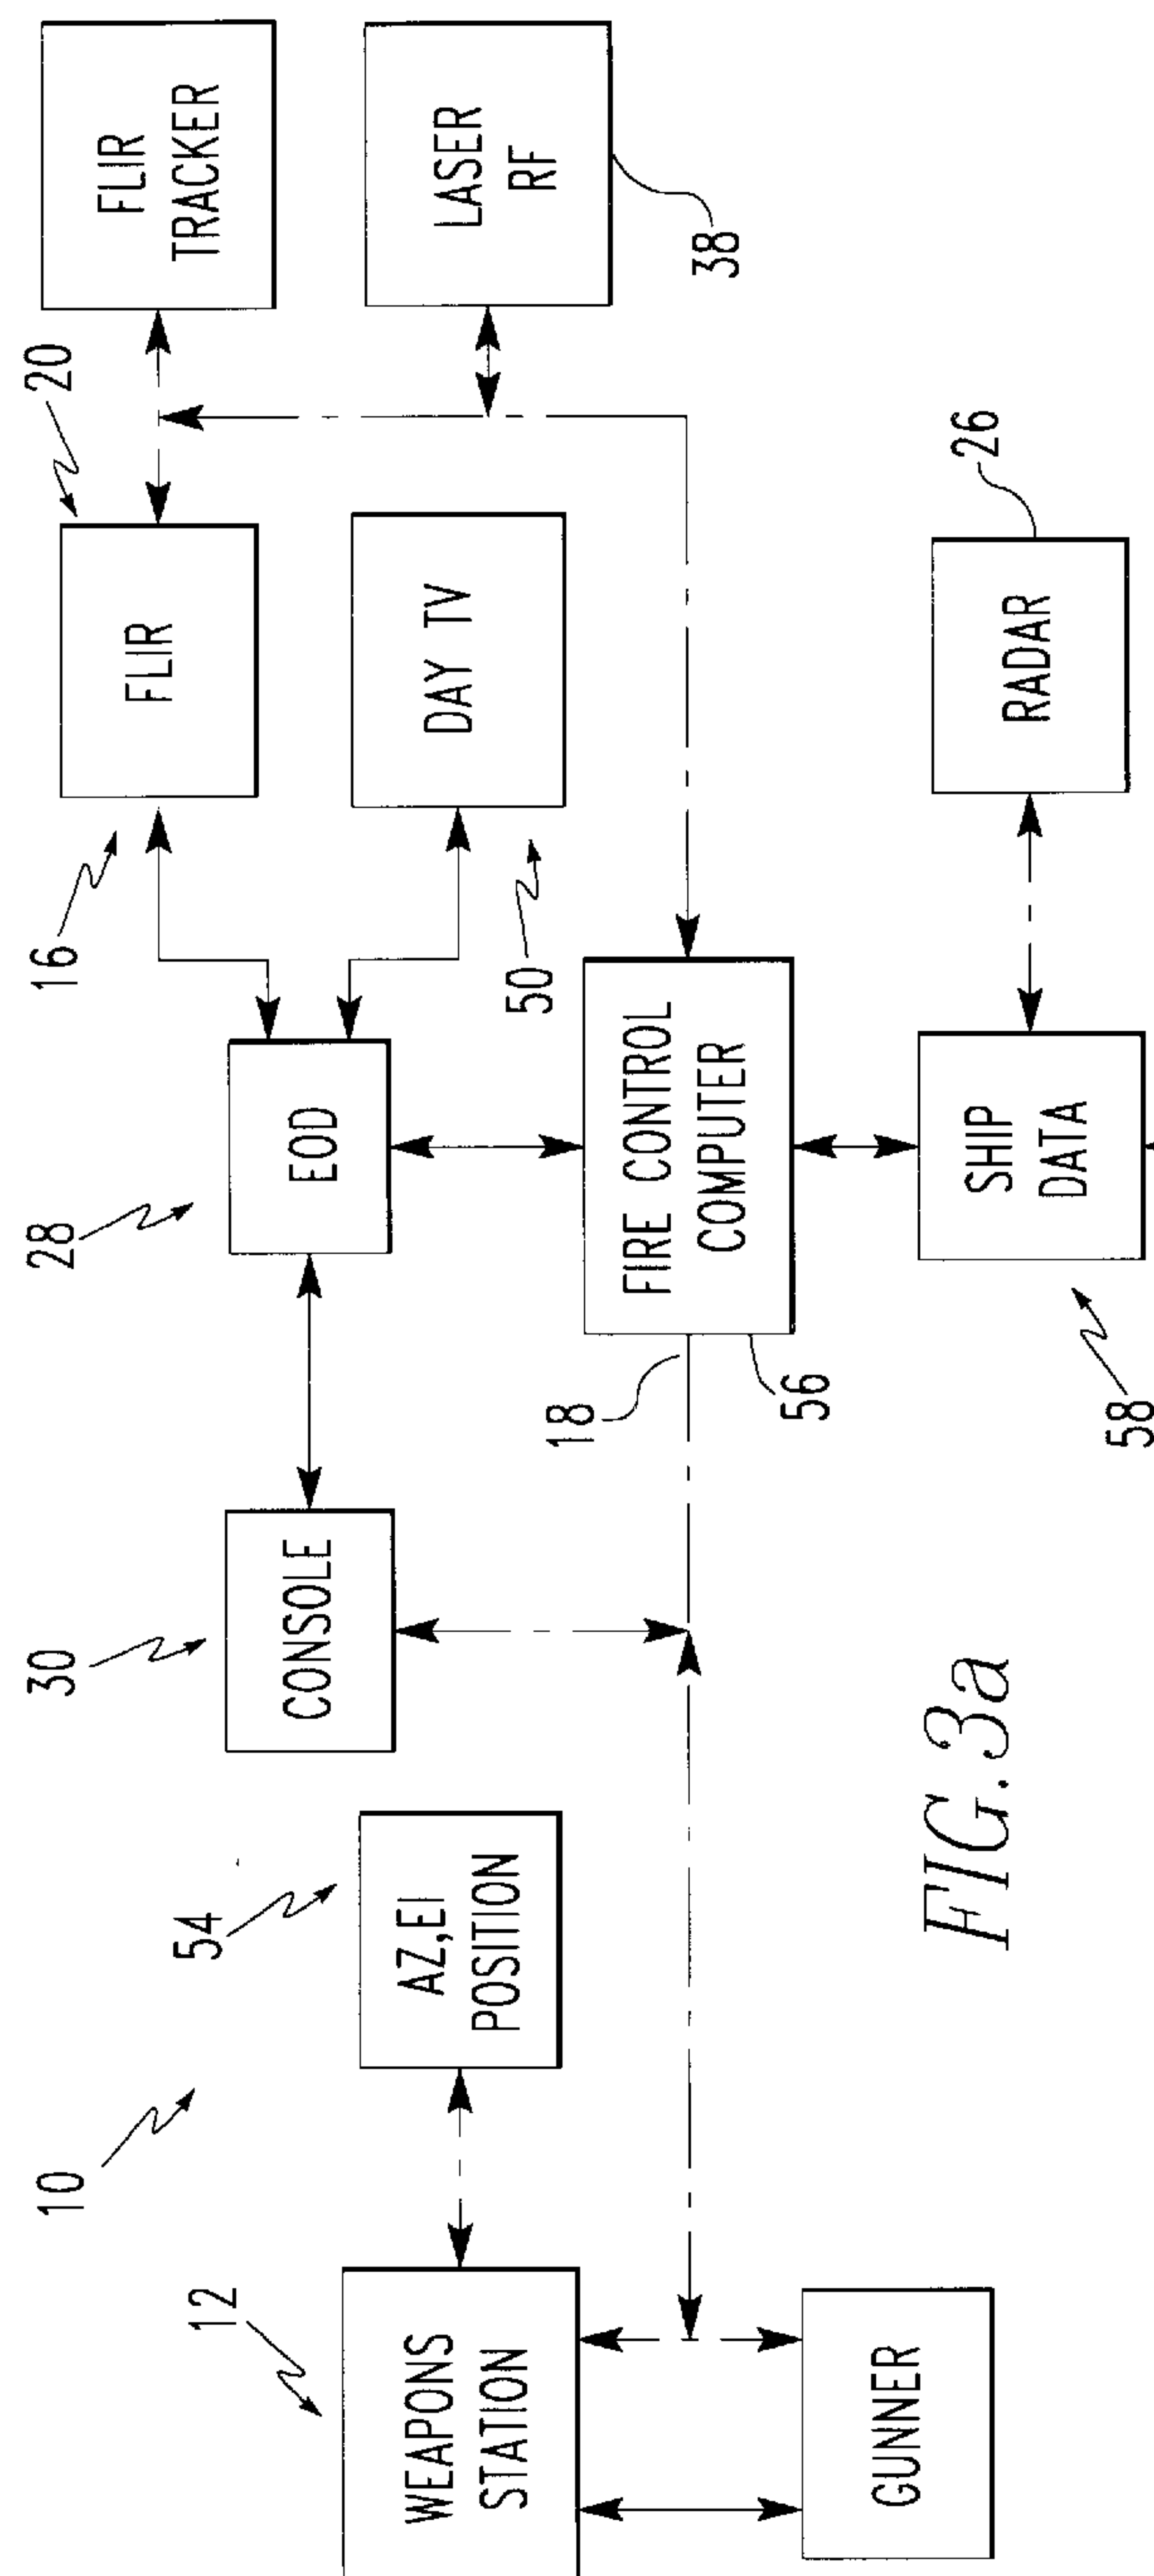 10
12
WEAPONS
STATION
54
AZ,EI
POSITION
GUNNER
30
CONSOLE
28
EOD
16
FLIR
20
FLIR
TRACKER
50
DAY TV
LASER
RF
38
18
FIRE CONTROL
COMPUTER
56
58
SHIP
DATA
RADAR
26
FIG. 3a